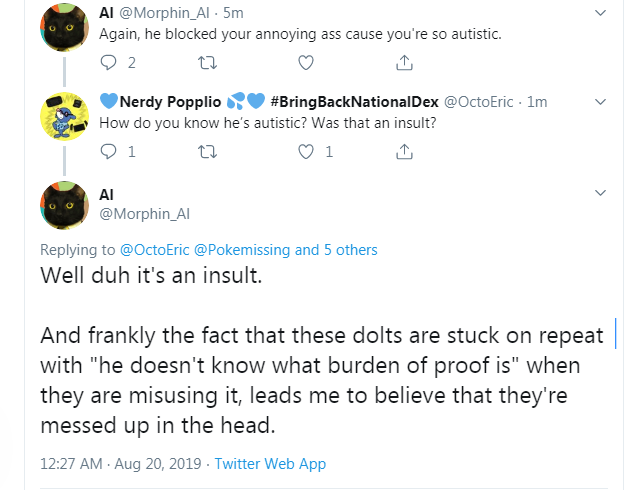 Al @Morphin_Al · 5m
Again, he blocked your annoying ass cause you're so autistic.
2
💙Nerdy Popplio 💦💙 #BringBackNationalDex @OctoEric · 1m
How do you know he's autistic? Was that an insult?
1 1
Al
@Morphin_Al
Replying to @OctoEric @Pokemissing and 5 others
Well duh it's an insult.
And frankly the fact that these dolts are stuck on repeat
with "he doesn't know what burden of proof is" when
they are misusing it, leads me to believe that they're
messed up in the head.
12:27 AM · Aug 20, 2019 · Twitter Web App